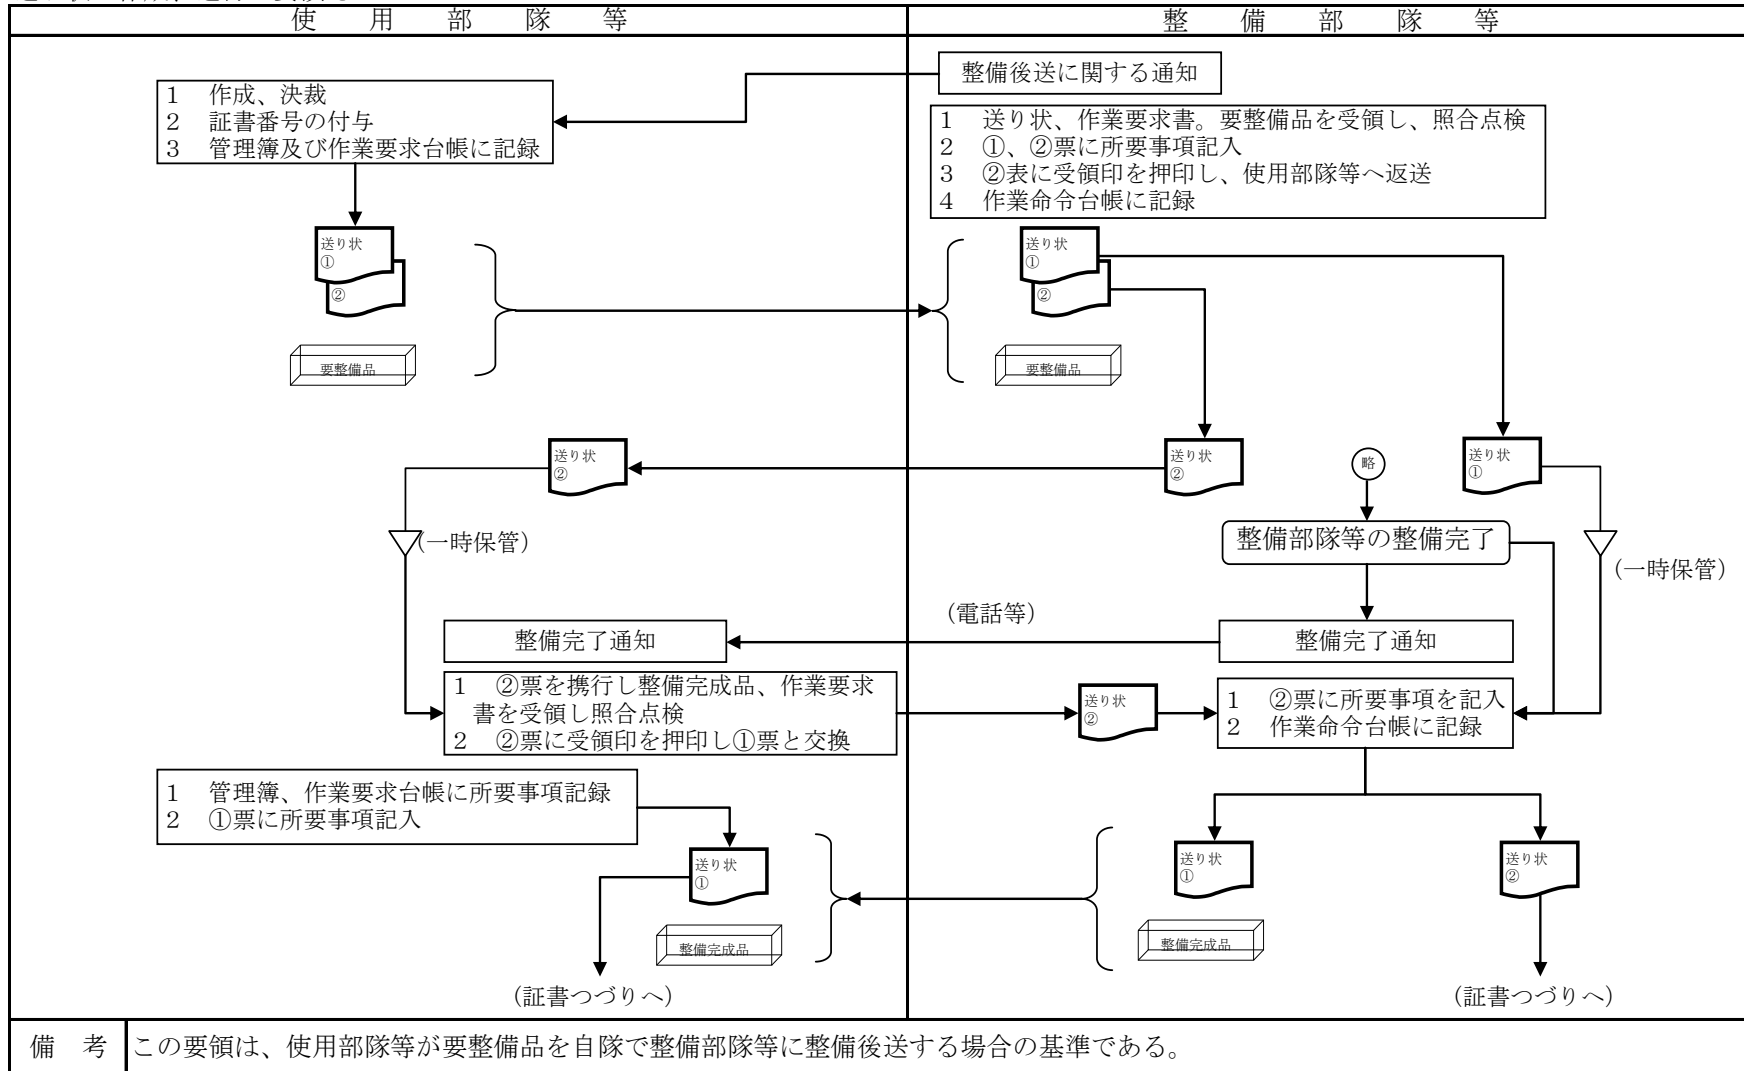 使用部隊等
整備部隊等
整備後送に関する通知
1 作成、決裁
2 証書番号の付与
3 管理簿及び作業要求台帳に記録
1 送り状、作業要求書。要整備品を受領し、照合点検
2 ①、②票に所要事項記入
3 ②表に受領印を押印し、使用部隊等へ返送
4 作業命令台帳に記録
送り状
①
②
要整備品
送り状
①
②
要整備品
送り状
②
送り状
②
略
送り状
①
(一時保管)
整備部隊等の整備完了
(一時保管)
(電話等)
整備完了通知
整備完了通知
1 ②票を携行し整備完成品、作業要求
書を受領し照合点検
2 ②票に受領印を押印し①票と交換
送り状
②
1 ②票に所要事項を記入
2 作業命令台帳に記録
1 管理簿、作業要求台帳に所要事項記録
2 ①票に所要事項記入
送り状
①
整備完成品
送り状
①
整備完成品
送り状
②
(証書つづりへ)
(証書つづりへ)
備考
この要領は、使用部隊等が要整備品を自隊で整備部隊等に整備後送する場合の基準である。